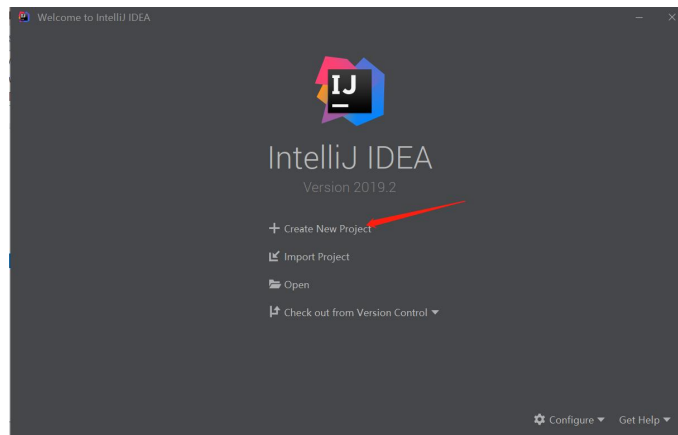 Welcome to IntelliJ IDEA
IJ
IntelliJ IDEA
Version 2019.2
Create New Project
Import Project
Open
Check out from Version Control
Configure Get Help